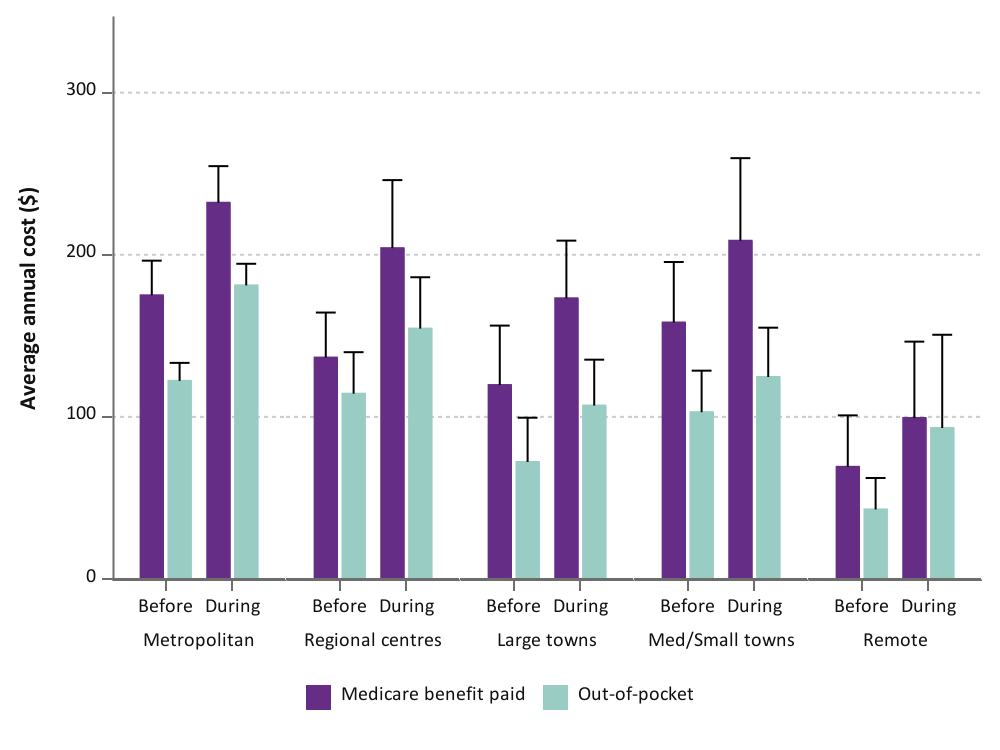 Average annual cost ($)
300
200
100
0
Before During Before During Before During Before During Before During
Metropolitan Regional centres Large towns Med/Small towns Remote
Medicare benefit paid Out-of-pocket